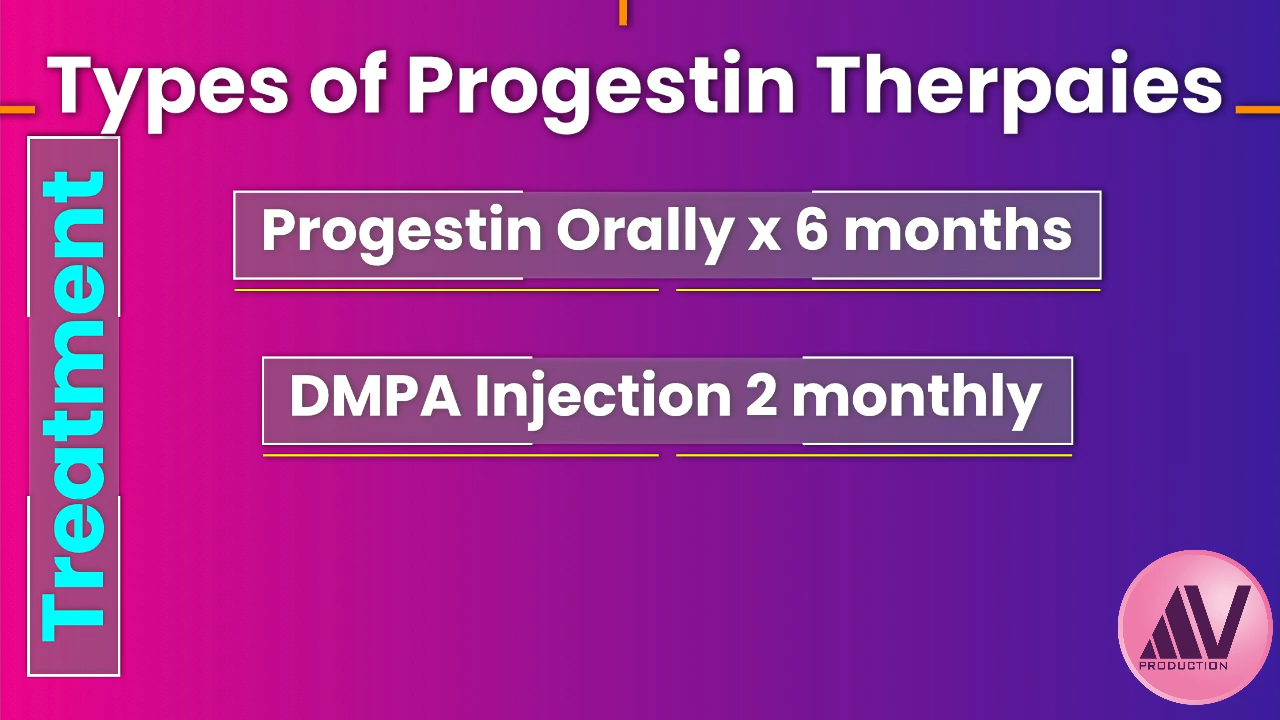 Types of Progestin Therpaies
Treatment
Progestin Orally x 6 months
DMPA Injection 2 monthly
AV
PRODUCTION